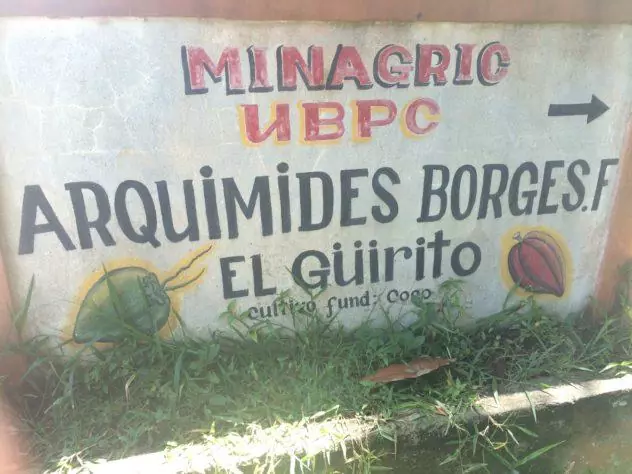 MINAGRIC
UBPC
ARQUiMiDES BORGES.F
EL GÜirito
cultivo fund: Coco